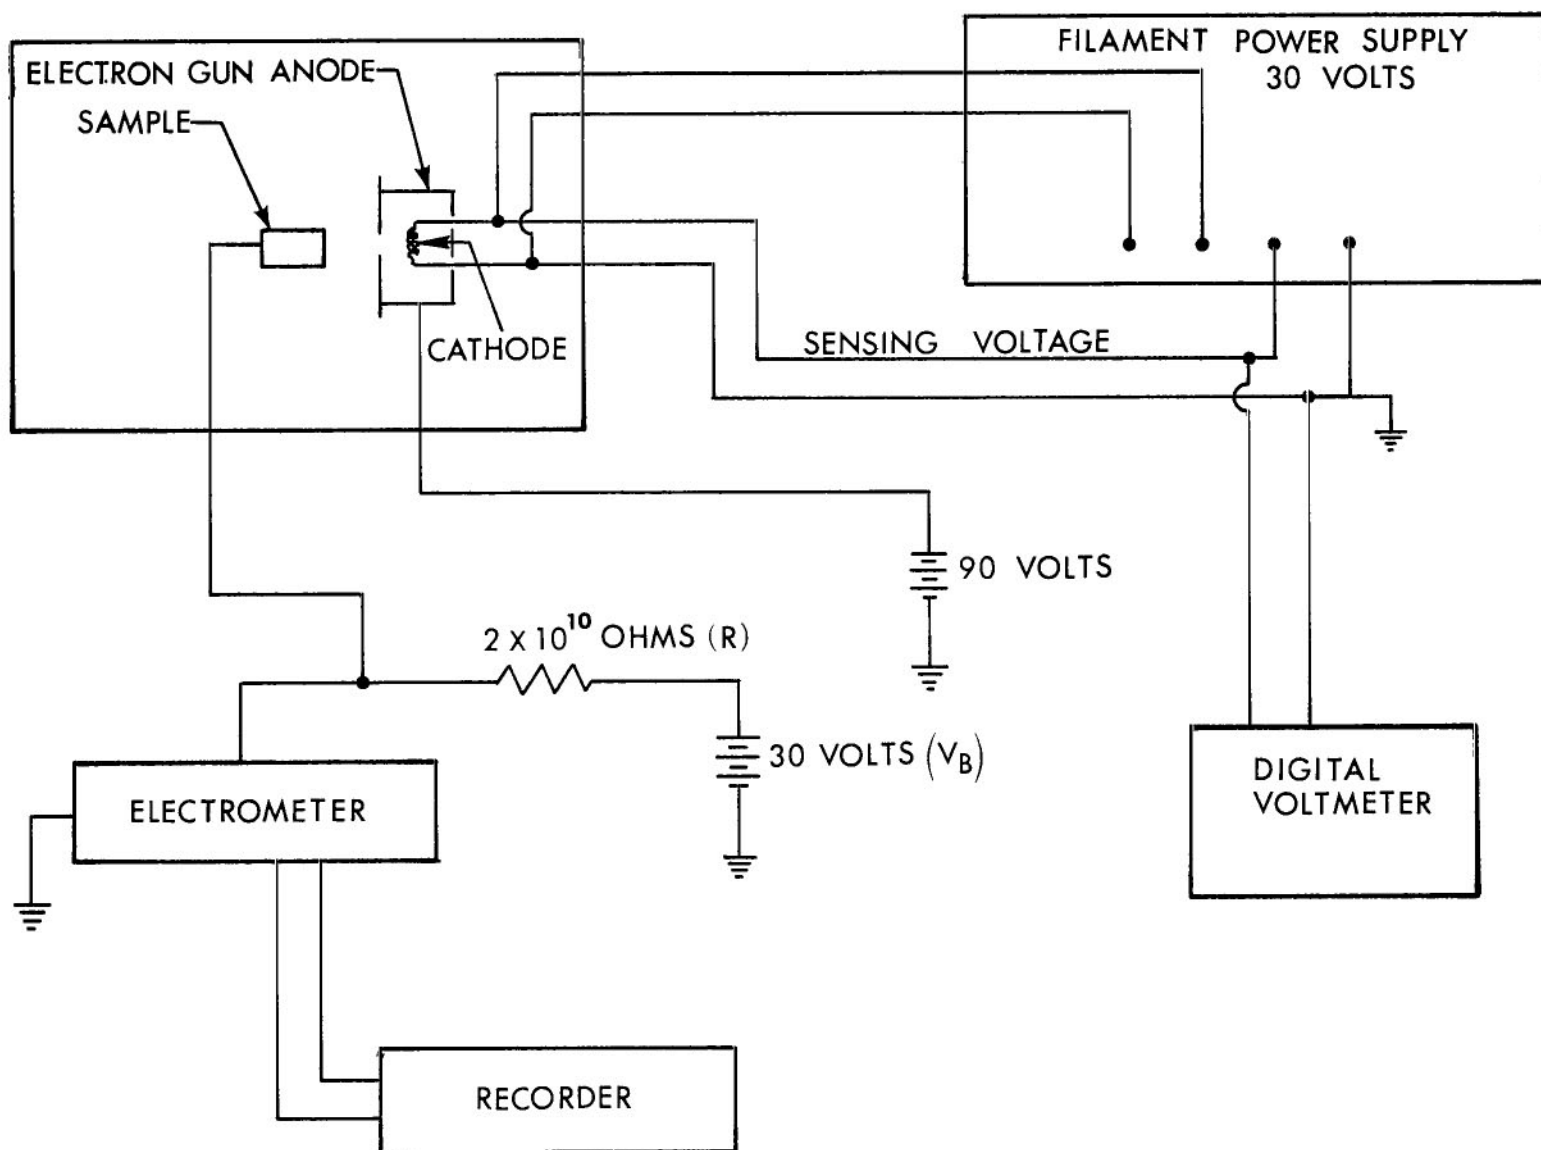 FILAMENT POWER SUPPLY
30 VOLTS
ELECTRON GUN ANODE
SAMPLE
CATHODE
SENSING VOLTAGE
90 VOLTS
2 X 10¹⁰ OHMS (R)
30 VOLTS (V_B)
DIGITAL
VOLTMETER
ELECTROMETER
RECORDER